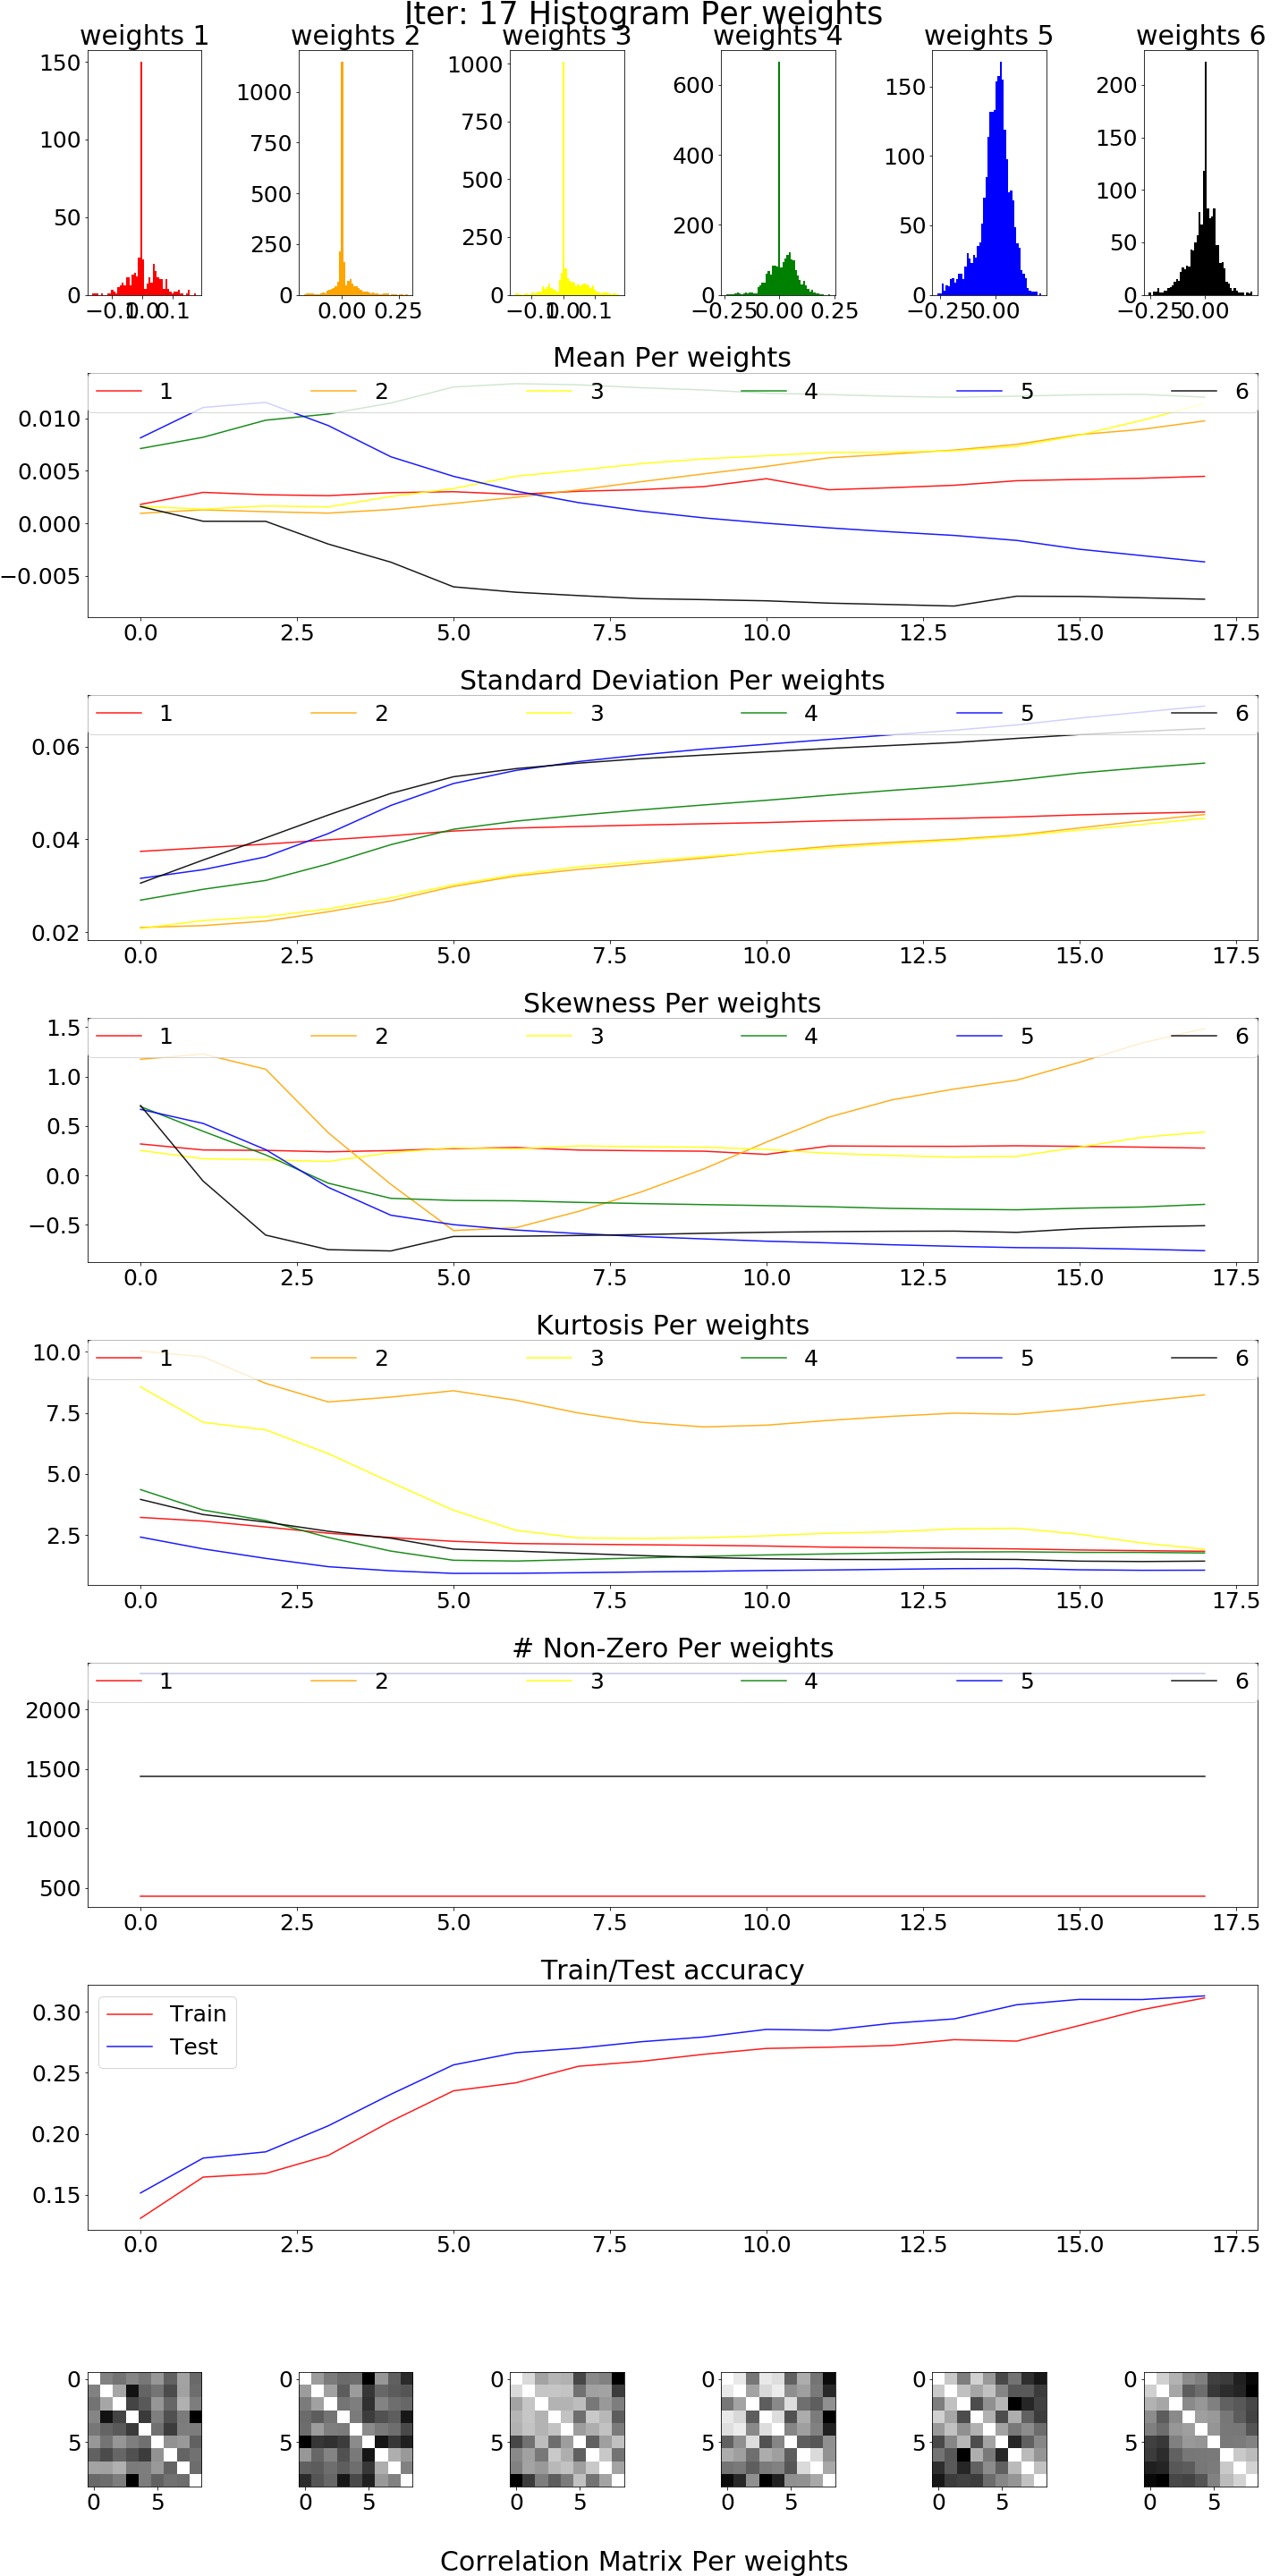 Iter: 17 Histogram Per weights
weights 1 weights 2 weights 3 weights 4 weights 5 weights 6
150
100
50
0
−0.1 0.0 0.1
1000
750
500
250
0
0.00 0.25
1000
750
500
250
0
−0.1 0.0 0.1
600
400
200
0
−0.25 0.00 0.25
150
100
50
0
−0.25 0.00
200
150
100
50
0
−0.25 0.00
Mean Per weights
1 2 3 4 5 6
0.010
0.005
0.000
−0.005
0.0 2.5 5.0 7.5 10.0 12.5 15.0 17.5
Standard Deviation Per weights
1 2 3 4 5 6
0.06
0.04
0.02
0.0 2.5 5.0 7.5 10.0 12.5 15.0 17.5
Skewness Per weights
1 2 3 4 5 6
1.5
1.0
0.5
0.0
−0.5
0.0 2.5 5.0 7.5 10.0 12.5 15.0 17.5
Kurtosis Per weights
1 2 3 4 5 6
10.0
7.5
5.0
2.5
0.0 2.5 5.0 7.5 10.0 12.5 15.0 17.5
# Non-Zero Per weights
1 2 3 4 5 6
2000
1500
1000
500
0.0 2.5 5.0 7.5 10.0 12.5 15.0 17.5
Train/Test accuracy
Train
Test
0.30
0.25
0.20
0.15
0.0 2.5 5.0 7.5 10.0 12.5 15.0 17.5
0 0 0 0 0 0
5 5 5 5 5 5
0 5 0 5 0 5 0 5 0 5 0 5
Correlation Matrix Per weights